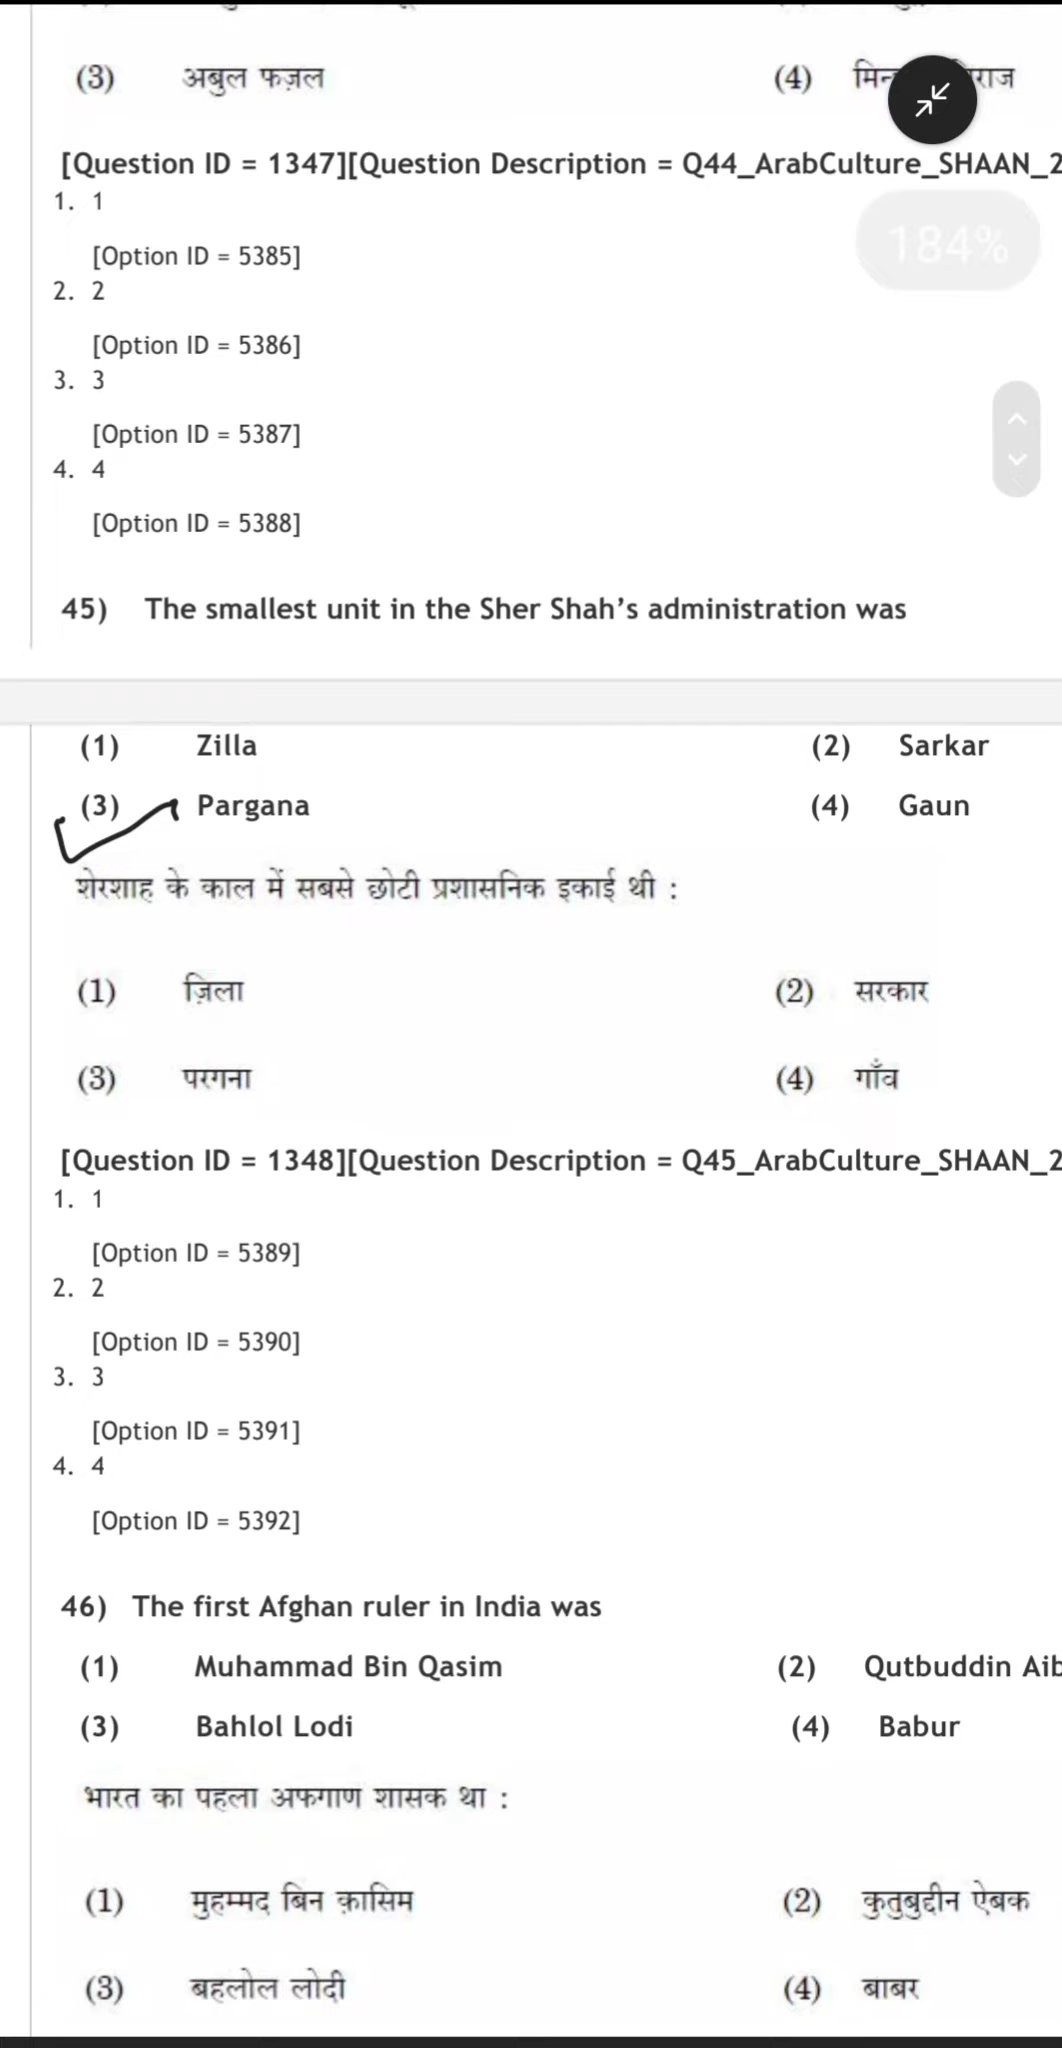 (3) अबुल फज़ल (4)
[Question ID = 1347][Question Description = Q44_ArabCulture_SHAAN_2
1. 1
184%
[Option ID = 5385]
2. 2
[Option ID = 5386]
3. 3
[Option ID = 5387]
4. 4
[Option ID = 5388]
45) The smallest unit in the Sher Shah’s administration was
(1) Zilla (2) Sarkar
(3) Pargana (4) Gaun
शेरशाह के काल में सबसे छोटी प्रशासनिक इकाई थी :
(1) ज़िला (2) सरकार
(3) परगना (4) गाँव
[Question ID = 1348][Question Description = Q45_ArabCulture_SHAAN_2
1. 1
[Option ID = 5389]
2. 2
[Option ID = 5390]
3. 3
[Option ID = 5391]
4. 4
[Option ID = 5392]
46) The first Afghan ruler in India was
(1) Muhammad Bin Qasim (2) Qutbuddin Aib
(3) Bahlol Lodi (4) Babur
भारत का पहला अफगाण शासक था :
(1) मुहम्मद बिन क़ासिम (2) कुतुबुद्दीन ऐबक
(3) बहलोल लोदी (4) बाबर